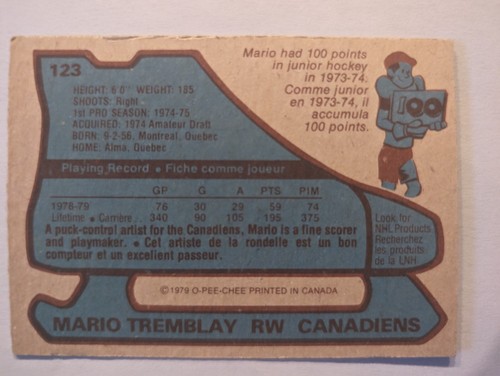 123
Mario had 100 points
in junior hockey
in 1973-74.
Comme junior
en 1973-74, il
accumula
100 points.
100
HEIGHT: 6'0" WEIGHT: 185
SHOOTS: Right
1st PRO SEASON: 1974-75
ACQUIRED: 1974 Amateur Draft
BORN: 9-2-56, Montreal, Quebec
HOME: Alma, Quebec
Playing Record • Fiche comme joueur
GP G A PTS PIM
1978-79 76 30 29 59 74
Lifetime • Carrière 340 90 105 195 375
A puck-control artist for the Canadiens, Mario is a fine scorer
and playmaker. • Cet artiste de la rondelle est un bon
compteur et un excellent passeur.
Look for
NHL Products
Recherchez
les produits
de la LNH
©1979 O-PEE-CHEE PRINTED IN CANADA
MARIO TREMBLAY RW CANADIENS